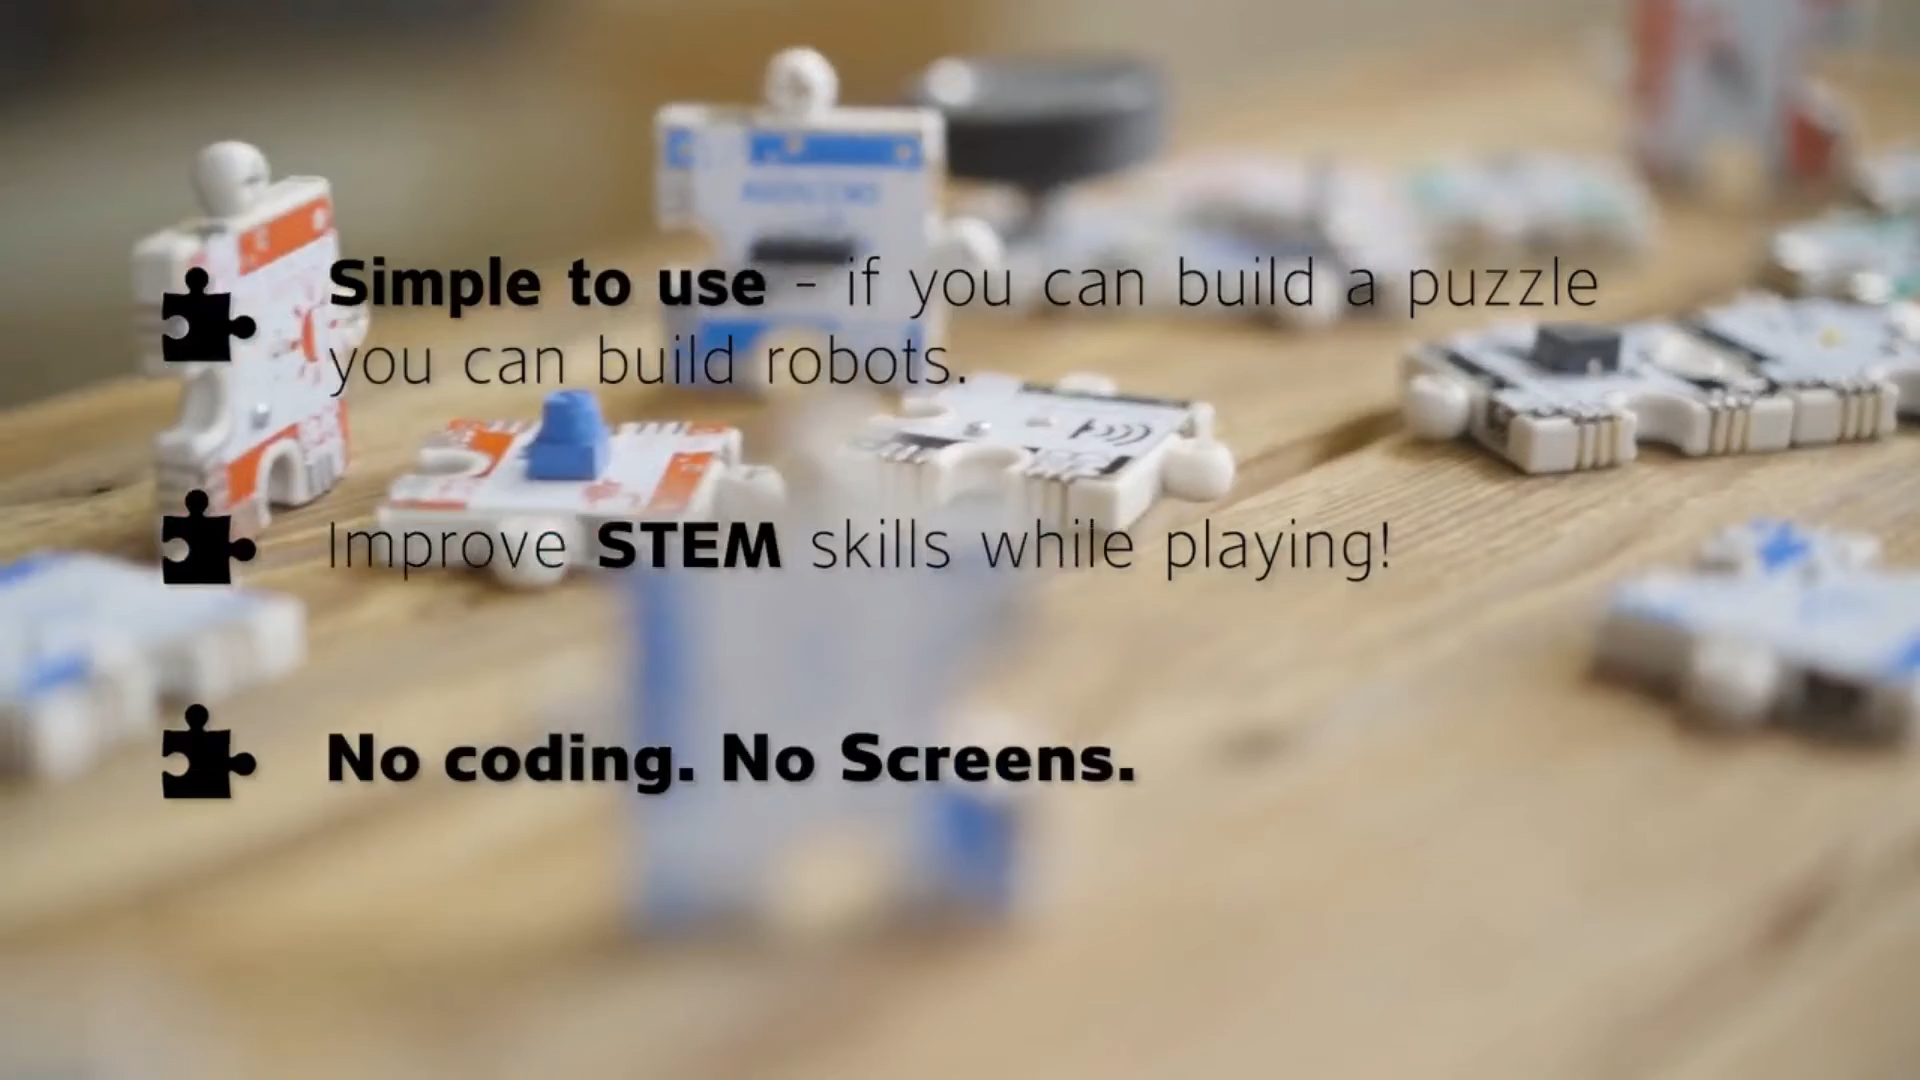 Simple to use - if you can build a puzzle
you can build robots.
Improve STEM skills while playing!
No coding. No Screens.